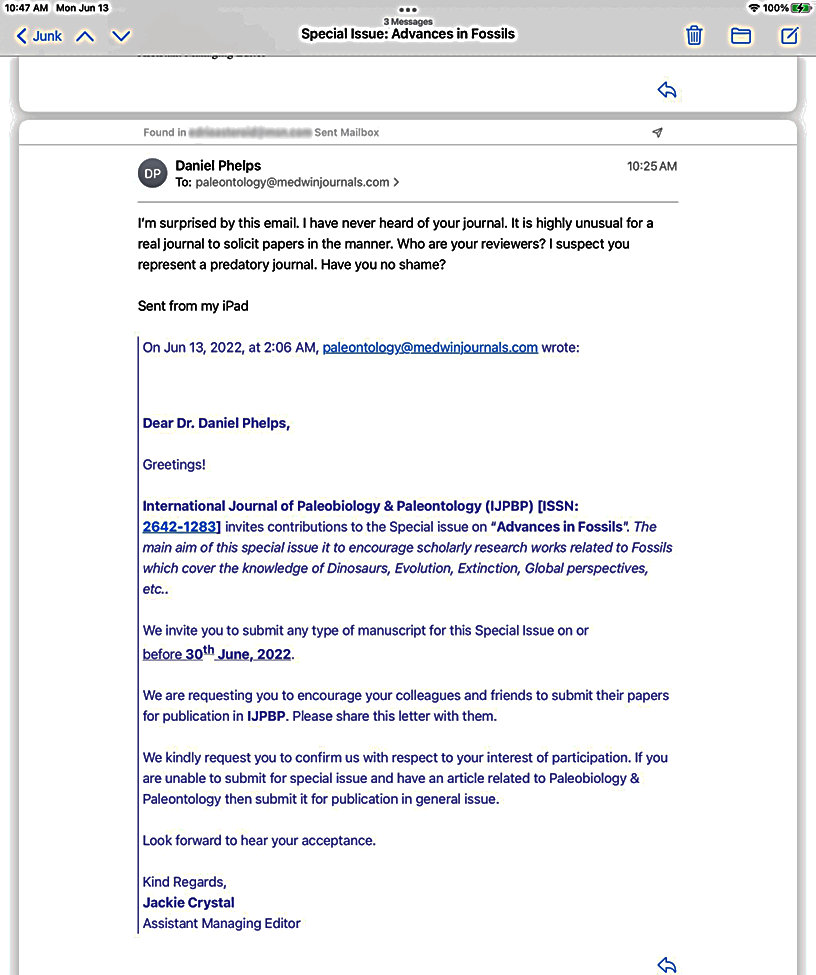 10:47 AM Mon Jun 13
100%
Junk
3 Messages
Special Issue: Advances in Fossils
Found in Sent Mailbox
DP
Daniel Phelps
10:25 AM
To: paleontology@medwinjournals.com >
I'm surprised by this email. I have never heard of your journal. It is highly unusual for a
real journal to solicit papers in the manner. Who are your reviewers? I suspect you
represent a predatory journal. Have you no shame?
Sent from my iPad
On Jun 13, 2022, at 2:06 AM, paleontology@medwinjournals.com wrote:
Dear Dr. Daniel Phelps,
Greetings!
International Journal of Paleobiology & Paleontology (IJPBP) [ISSN:
2642-1283] invites contributions to the Special issue on "Advances in Fossils". The
main aim of this special issue it to encourage scholarly research works related to Fossils
which cover the knowledge of Dinosaurs, Evolution, Extinction, Global perspectives,
etc..
We invite you to submit any type of manuscript for this Special Issue on or
before 30th June, 2022.
We are requesting you to encourage your colleagues and friends to submit their papers
for publication in IJPBP. Please share this letter with them.
We kindly request you to confirm us with respect to your interest of participation. If you
are unable to submit for special issue and have an article related to Paleobiology &
Paleontology then submit it for publication in general issue.
Look forward to hear your acceptance.
Kind Regards,
Jackie Crystal
Assistant Managing Editor